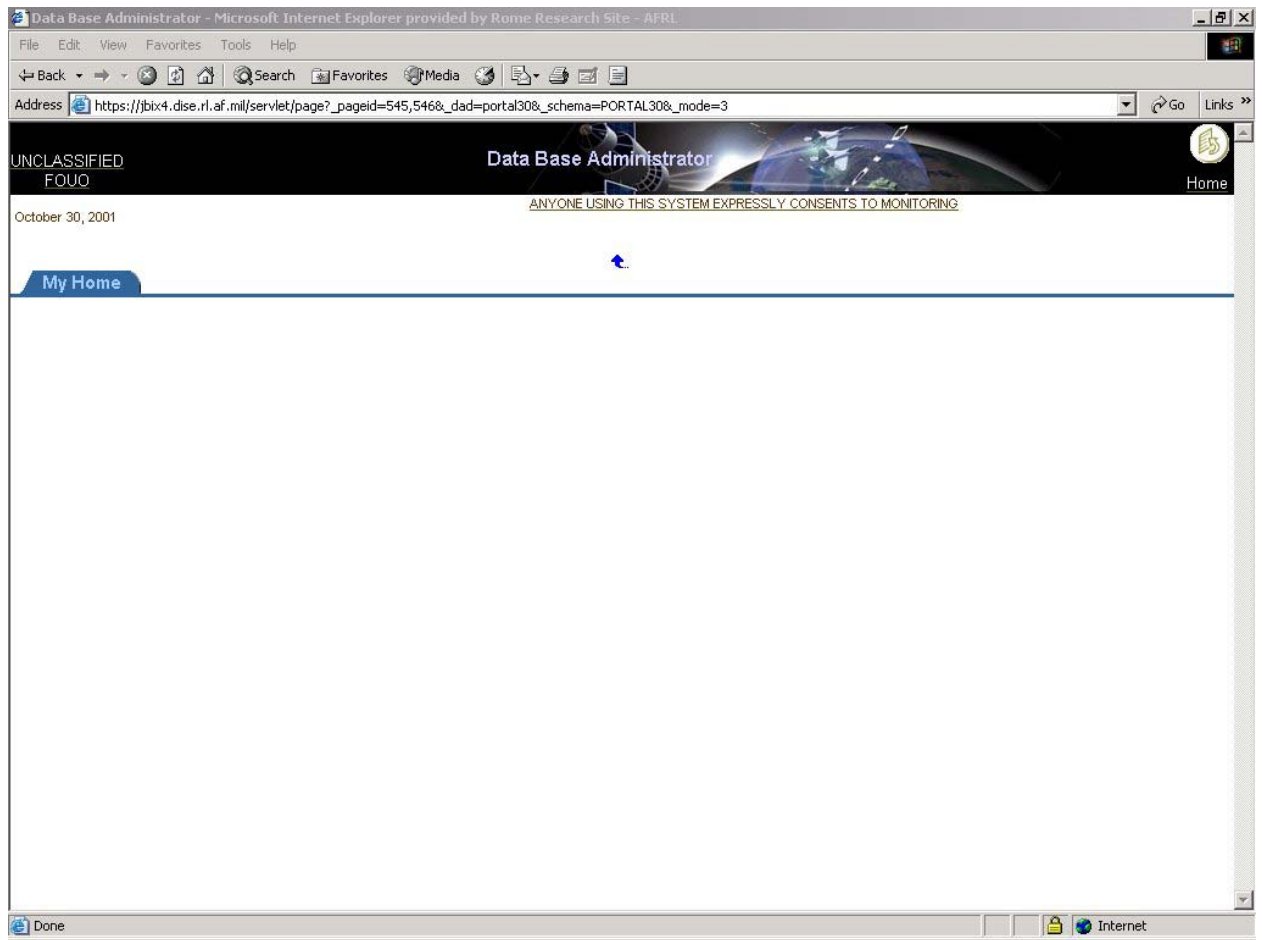 Data Base Administrator - Microsoft Internet Explorer provided by Rome Research Site - AFRL
File Edit View Favorites Tools Help
Back Search Favorites Media
Address https://jbix4.dise.rl.af.mil/servlet/page?_pageid=545,546&_dad=portal30&_schema=PORTAL30&_mode=3 Go Links »
UNCLASSIFIED
FOUO
Data Base Administrator
Home
ANYONE USING THIS SYSTEM EXPRESSLY CONSENTS TO MONITORING
October 30, 2001
My Home
Done Internet